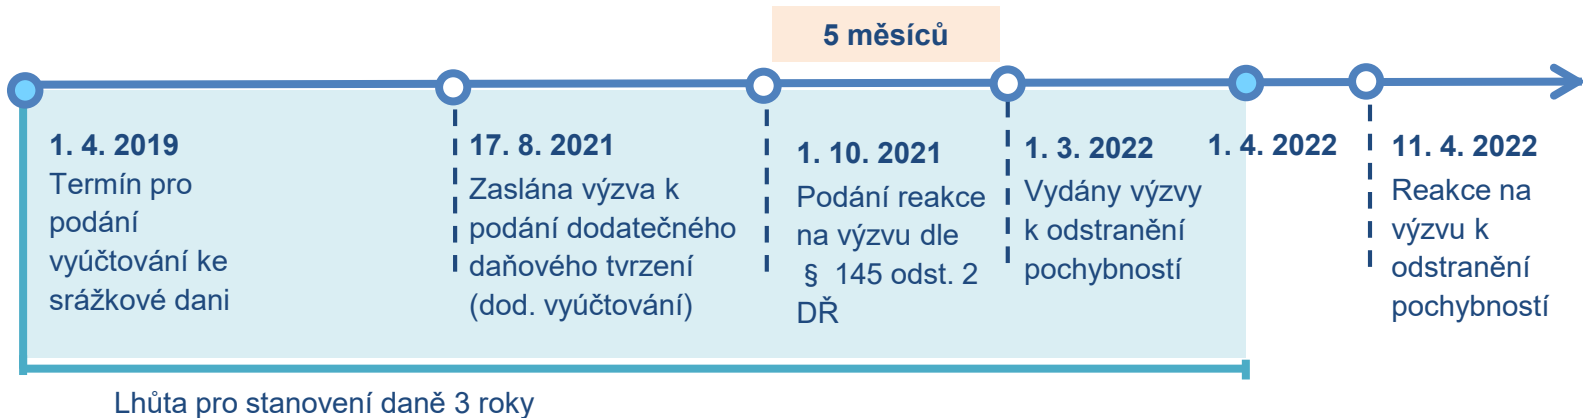 5 měsíců
1. 4. 2019
Termín pro
podání
vyúčtování ke
srážkové dani
17. 8. 2021
Zaslána výzva k
podání dodatečného
daňového tvrzení
(dod. vyúčtování)
1. 10. 2021
Podání reakce
na výzvu dle
§ 145 odst. 2
DŘ
1. 3. 2022
Vydány výzvy
k odstranění
pochybností
1. 4. 2022
11. 4. 2022
Reakce na
výzvu k
odstranění
pochybností
Lhůta pro stanovení daně 3 roky